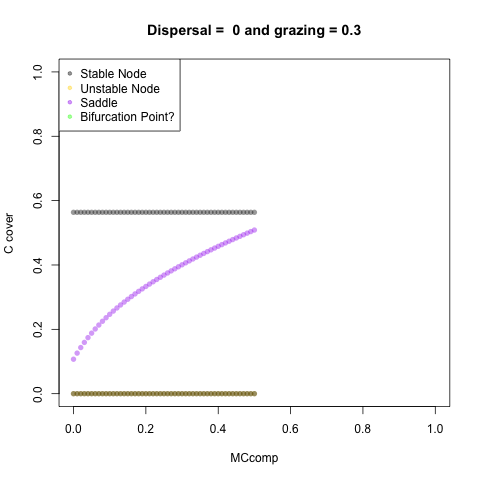 Dispersal =  0 and grazing = 0.3
Stable Node
Unstable Node
Saddle
Bifurcation Point?
C cover
1.0
0.8
0.6
0.4
0.2
0.0
0.0 0.2 0.4 0.6 0.8 1.0
MCcomp